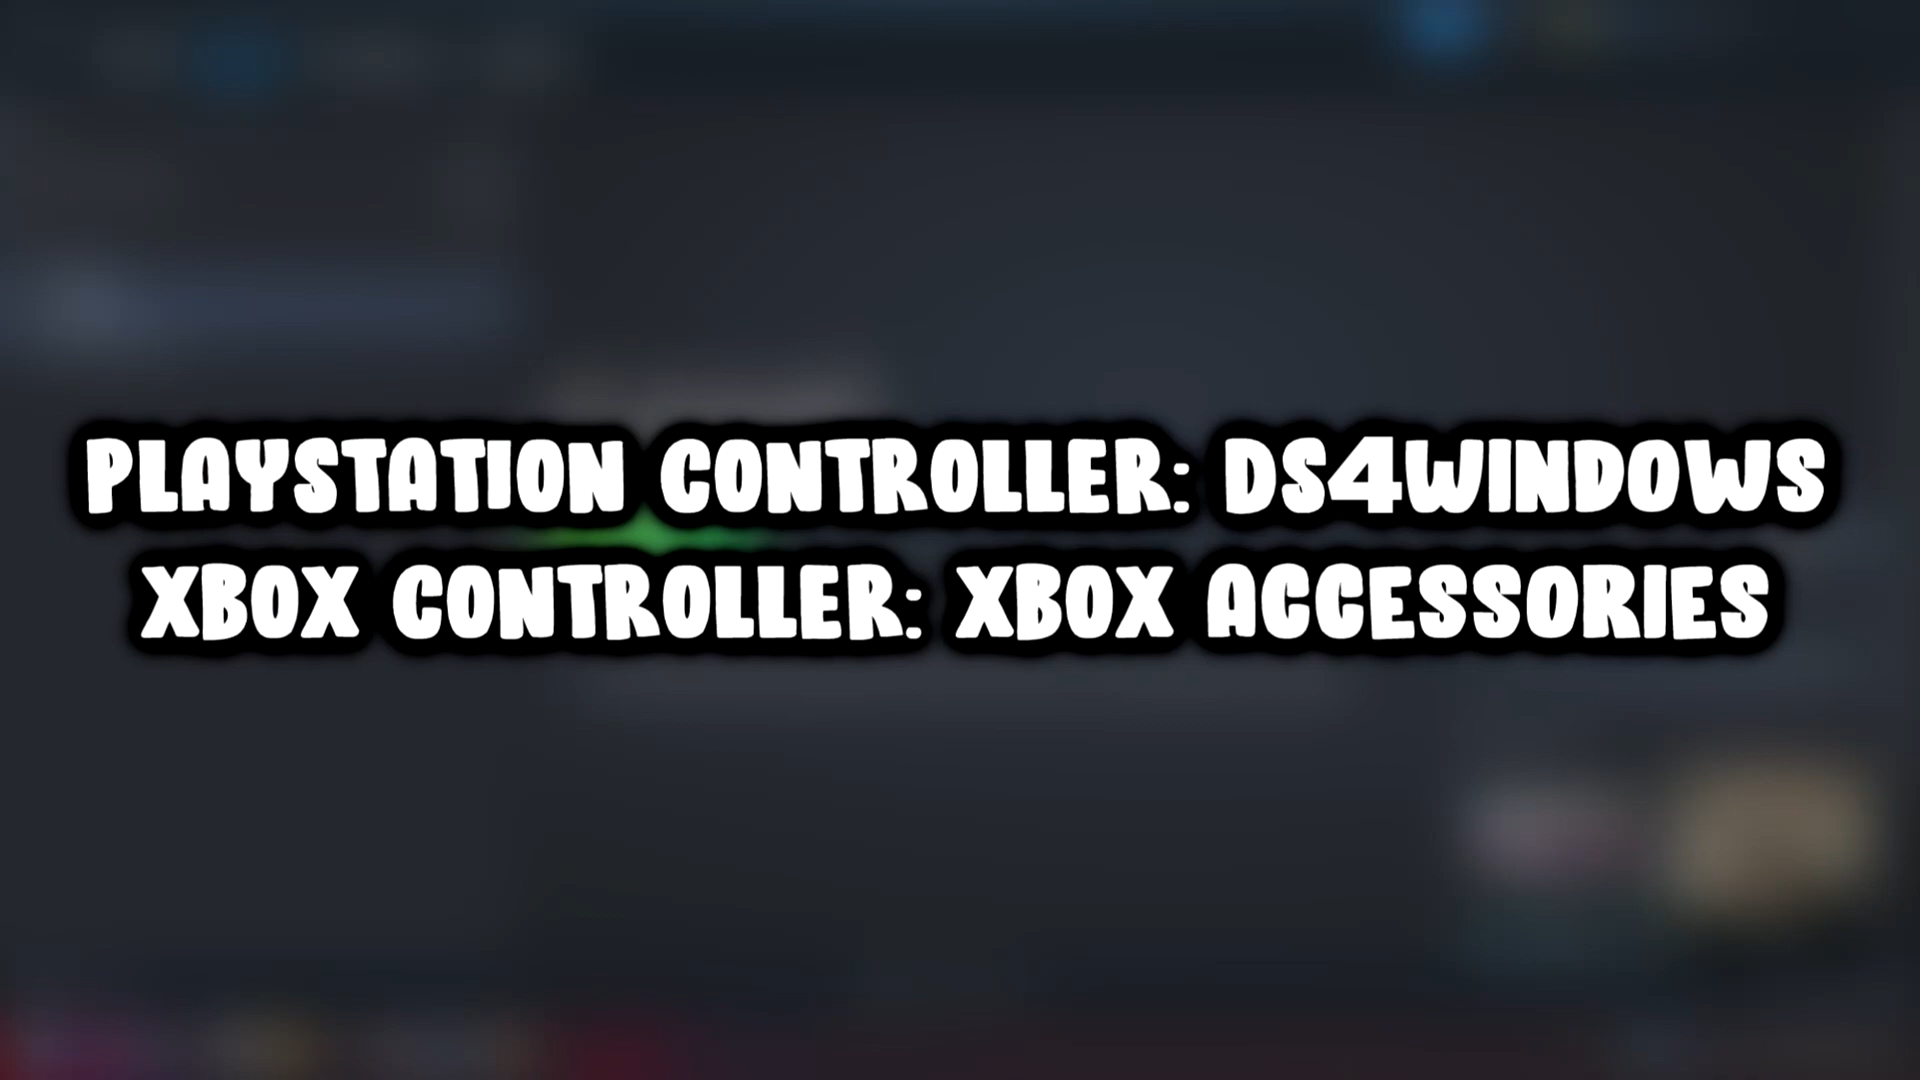 PLAYSTATION CONTROLLER: DS4WINDOWS
XBOX CONTROLLER: XBOX ACCESSORIES